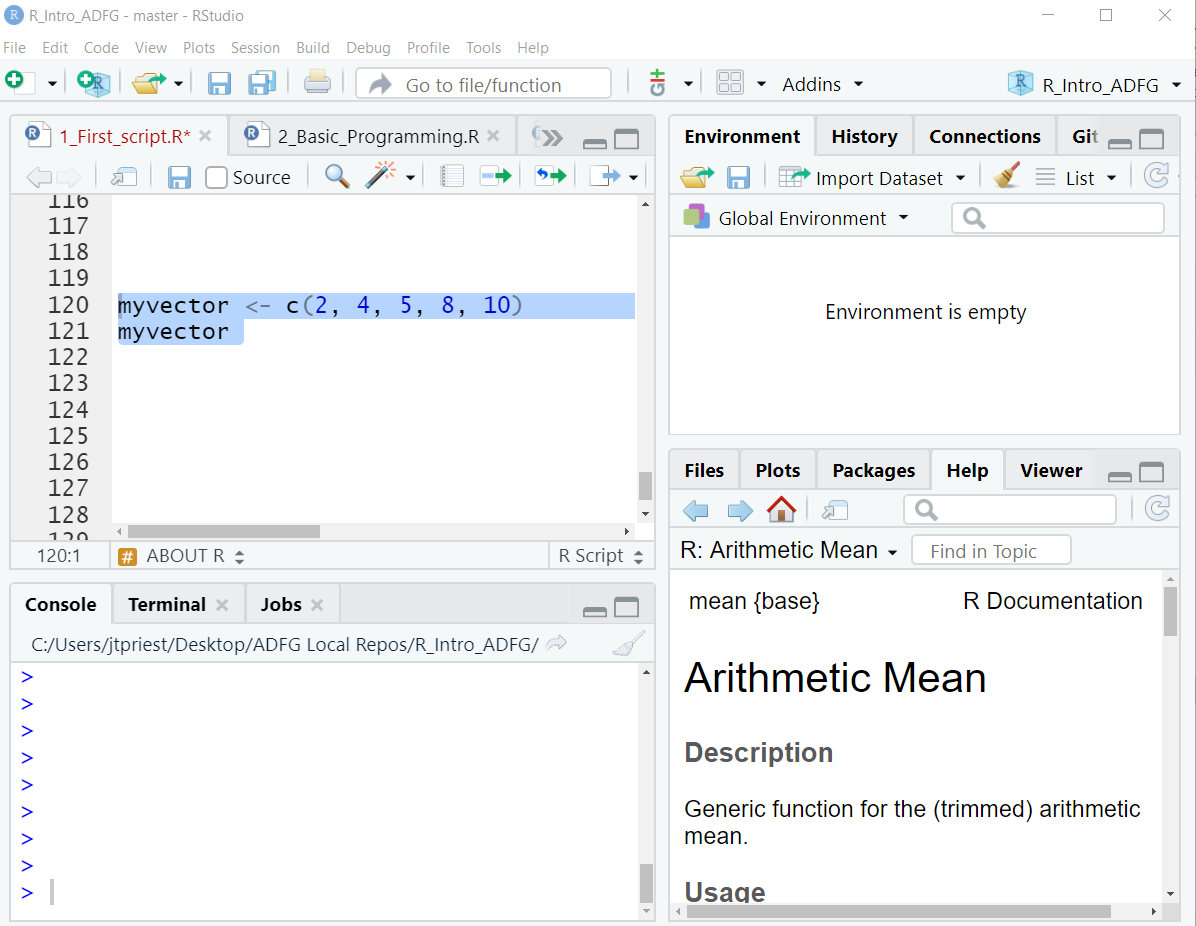 R_Intro_ADFG - master - RStudio
File Edit Code View Plots Session Build Debug Profile Tools Help
Go to file/function Addins R_Intro_ADFG
1_First_script.R* 2_Basic_Programming.R
Source
116
117
118
119
120 myvector <- c(2, 4, 5, 8, 10)
121 myvector
122
123
124
125
126
127
128
129
120:1 # ABOUT R R Script
Console Terminal Jobs
C:/Users/jtpriest/Desktop/ADFG Local Repos/R_Intro_ADFG/
>
>
>
>
>
>
>
>
>
Environment History Connections Git
Import Dataset List
Global Environment
Environment is empty
Files Plots Packages Help Viewer
R: Arithmetic Mean Find in Topic
mean {base} R Documentation
Arithmetic Mean
Description
Generic function for the (trimmed) arithmetic
mean.
Usage